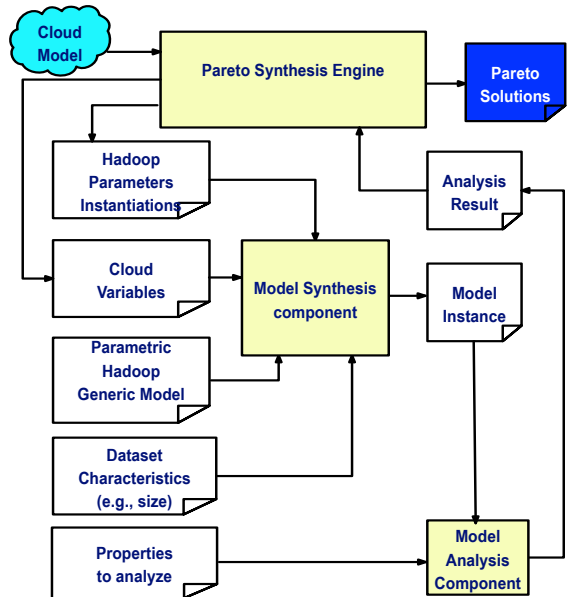 Cloud
Model
Pareto Synthesis Engine
Pareto
Solutions
Hadoop
Parameters
Instantiations
Analysis
Result
Cloud
Variables
Model Synthesis
component
Model
Instance
Parametric
Hadoop
Generic Model
Dataset
Characteristics
(e.g., size)
Properties
to analyze
Model
Analysis
Component